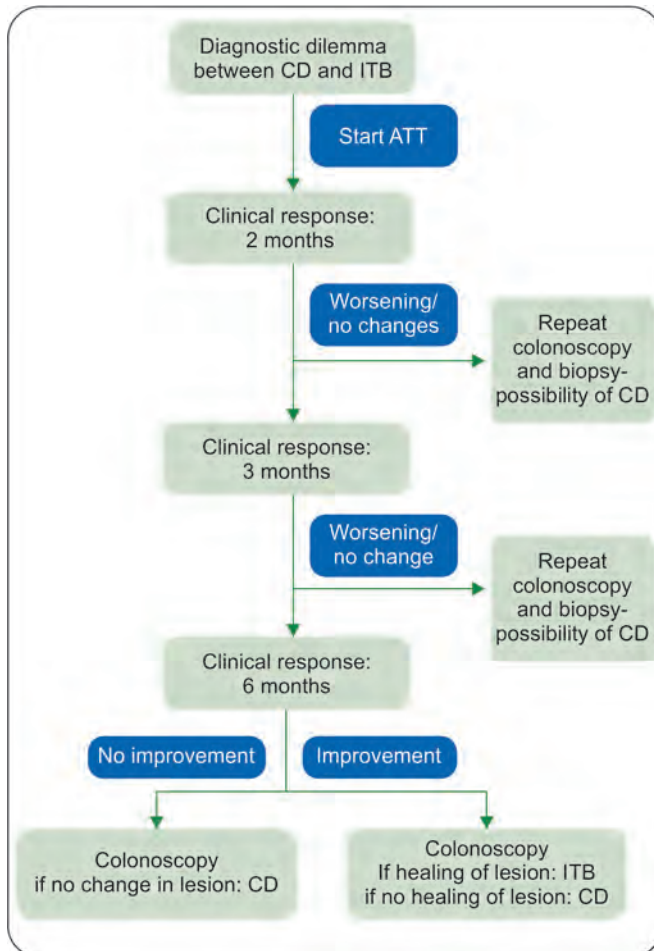 Diagnostic dilemma
between CD and ITB
Start ATT
Clinical response:
2 months
Worsening/
no changes
Repeat
colonoscopy
and biopsy-
possibility of CD
Clinical response:
3 months
Worsening/
no change
Repeat
colonoscopy
and biopsy-
possibility of CD
Clinical response:
6 months
No improvement
Improvement
Colonoscopy
if no change in lesion: CD
Colonoscopy
If healing of lesion: ITB
if no healing of lesion: CD